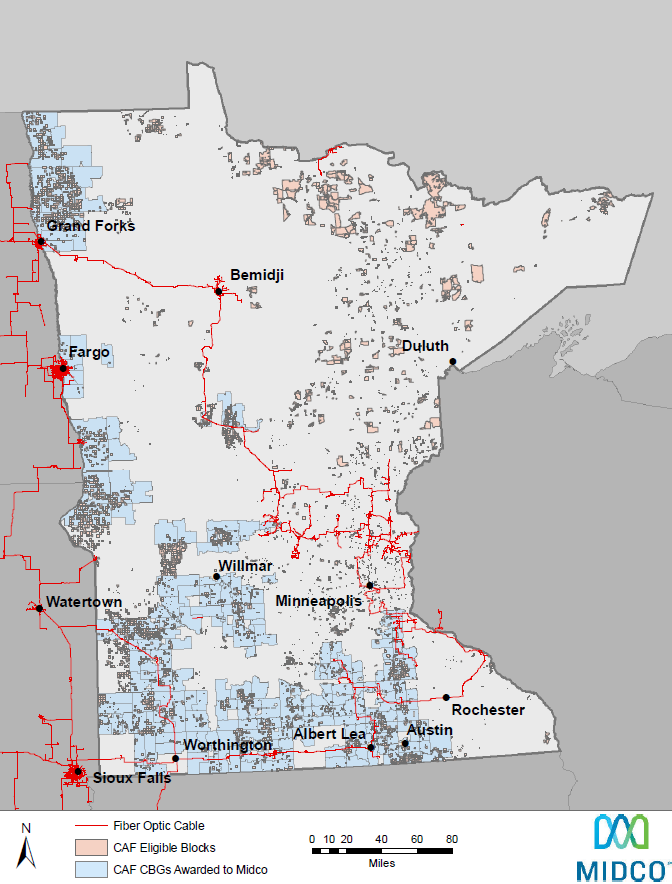 Grand Forks
Bemidji
Fargo
Duluth
Willmar
Watertown
Minneapolis
Rochester
Albert Lea
Austin
Worthington
Sioux Falls
N
Fiber Optic Cable
CAF Eligible Blocks
CAF CBGs Awarded to Midco
0 10 20 40 60 80
Miles
MIDCO